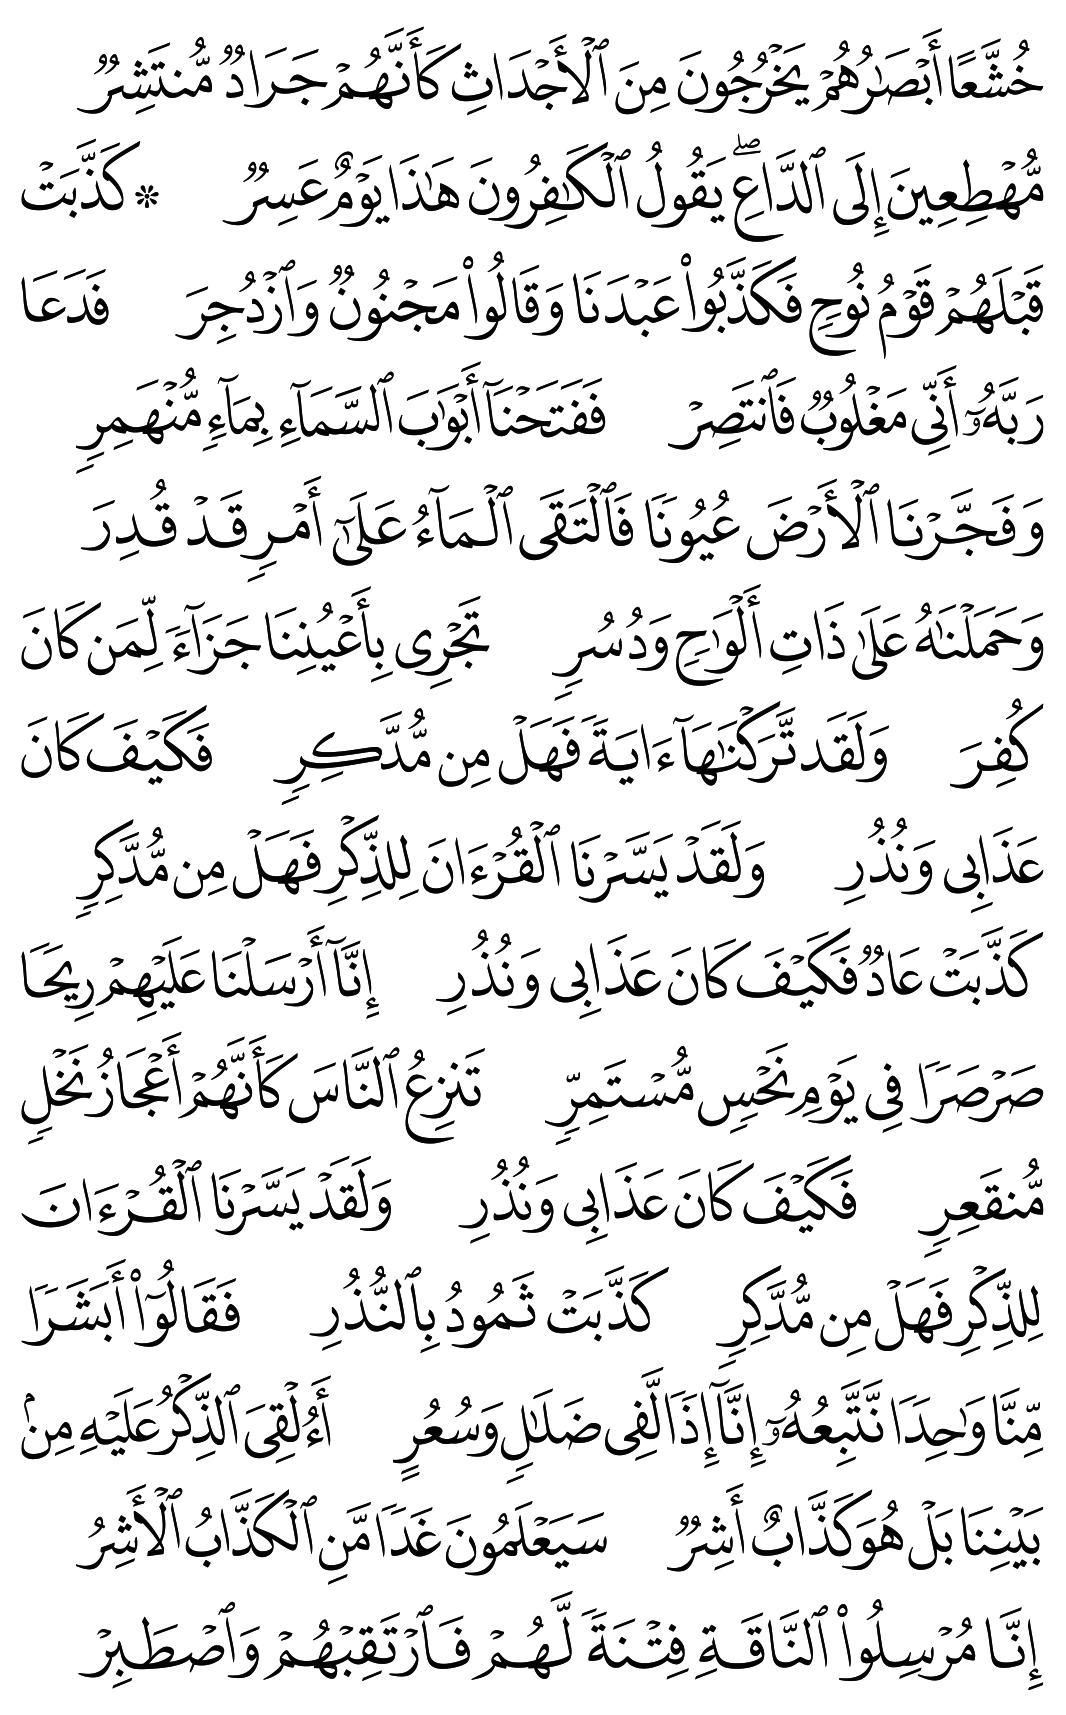 خُشَّعًا أَبۡصَٰرُهُمۡ يَخۡرُجُونَ مِنَ ٱلۡأَجۡدَاثِ كَأَنَّهُمۡ جَرَادٞ مُّنتَشِرٞ
مُّهۡطِعِينَ إِلَى ٱلدَّاعِۖ يَقُولُ ٱلۡكَٰفِرُونَ هَٰذَا يَوۡمٌ عَسِرٞ ۞كَذَّبَتۡ
قَبۡلَهُمۡ قَوۡمُ نُوحٖ فَكَذَّبُواْ عَبۡدَنَا وَقَالُواْ مَجۡنُونٞ وَٱزۡدُجِرَ فَدَعَا
رَبَّهُۥٓ أَنِّي مَغۡلُوبٞ فَٱنتَصِرۡ فَفَتَحۡنَآ أَبۡوَٰبَ ٱلسَّمَآءِ بِمَآءٖ مُّنۡهَمِرٖ
وَفَجَّرۡنَا ٱلۡأَرۡضَ عُيُونٗا فَٱلۡتَقَى ٱلۡمَآءُ عَلَىٰٓ أَمۡرٖ قَدۡ قُدِرَ
وَحَمَلۡنَٰهُ عَلَىٰ ذَاتِ أَلۡوَٰحٖ وَدُسُرٖ تَجۡرِي بِأَعۡيُنِنَا جَزَآءٗ لِّمَن كَانَ
كُفِرَ وَلَقَد تَّرَكۡنَٰهَآ ءَايَةٗ فَهَلۡ مِن مُّدَّكِرٖ فَكَيۡفَ كَانَ
عَذَابِي وَنُذُرِ وَلَقَدۡ يَسَّرۡنَا ٱلۡقُرۡءَانَ لِلذِّكۡرِ فَهَلۡ مِن مُّدَّكِرٖ
كَذَّبَتۡ عَادٞ فَكَيۡفَ كَانَ عَذَابِي وَنُذُرِ إِنَّآ أَرۡسَلۡنَا عَلَيۡهِمۡ رِيحٗا
صَرۡصَرٗا فِي يَوۡمِ نَحۡسٖ مُّسۡتَمِرّٖ تَنزِعُ ٱلنَّاسَ كَأَنَّهُمۡ أَعۡجَازُ نَخۡلٖ
مُّنقَعِرٖ فَكَيۡفَ كَانَ عَذَابِي وَنُذُرِ وَلَقَدۡ يَسَّرۡنَا ٱلۡقُرۡءَانَ
لِلذِّكۡرِ فَهَلۡ مِن مُّدَّكِرٖ كَذَّبَتۡ ثَمُودُ بِٱلنُّذُرِ فَقَالُوٓاْ أَبَشَرٗا
مِّنَّا وَٰحِدٗا نَّتَّبِعُهُۥٓ إِنَّآ إِذٗا لَّفِي ضَلَٰلٖ وَسُعُرٍ أَءُلۡقِيَ ٱلذِّكۡرُ عَلَيۡهِ مِنۢ
بَيۡنِنَا بَلۡ هُوَ كَذَّابٌ أَشِرٞ سَيَعۡلَمُونَ غَدٗا مَّنِ ٱلۡكَذَّابُ ٱلۡأَشِرُ
إِنَّا مُرۡسِلُواْ ٱلنَّاقَةِ فِتۡنَةٗ لَّهُمۡ فَٱرۡتَقِبۡهُمۡ وَٱصۡطَبِرۡ